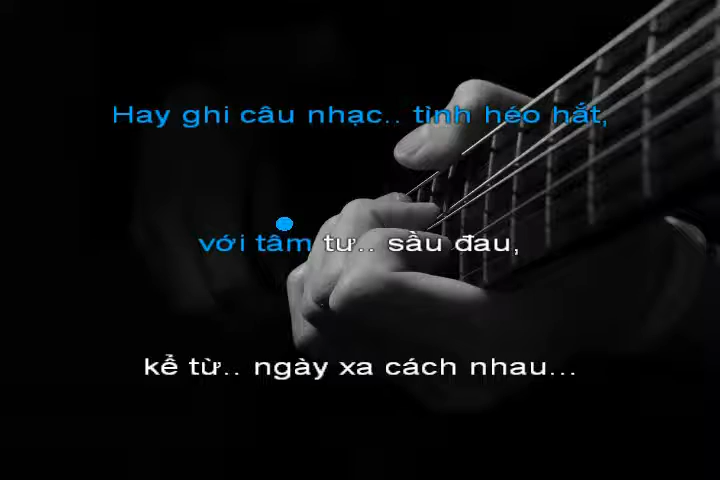 Hay ghi câu nhạc.. tình héo hắt,
với tâm tư.. sầu đau,
kể từ.. ngày xa cách nhau...